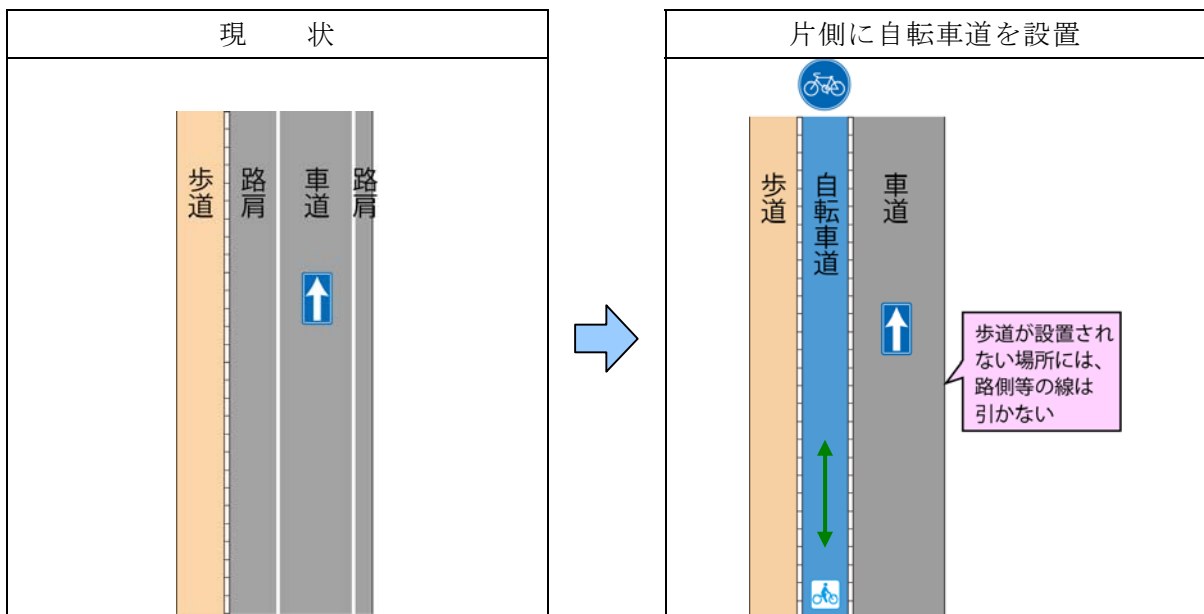 現 状
歩道
路肩
車道
路肩
片側に自転車道を設置
歩道
自転車道
車道
歩道が設置され
ない場所には、
路側等の線は
引かない